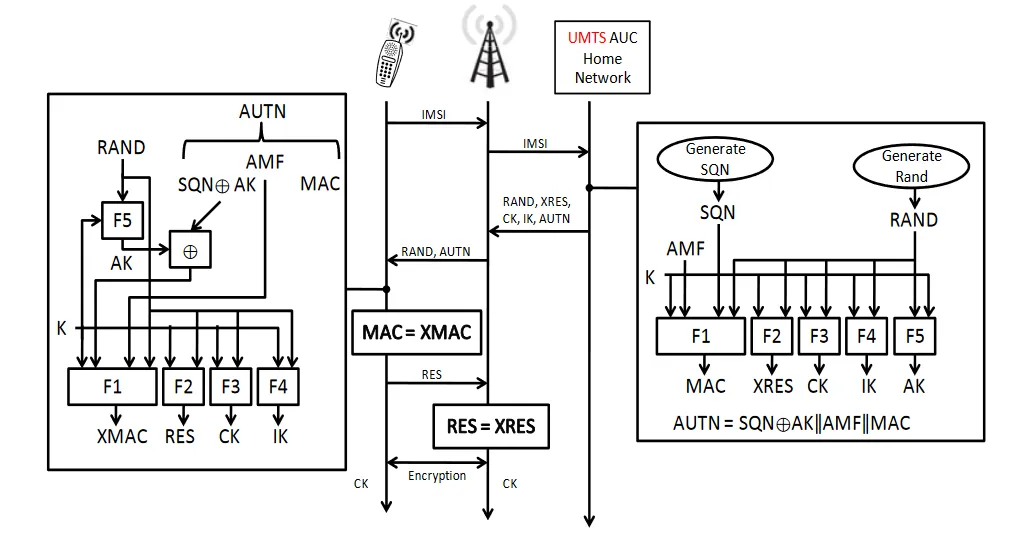 UMTS AUC
Home
Network
IMSI
IMSI
RAND, XRES,
CK, IK, AUTN
RAND, AUTN
MAC = XMAC
RES
RES = XRES
Encryption
CK
CK
AUTN
RAND
AMF
SQN⊕ AK
MAC
F5
⊕
AK
K
F1
F2
F3
F4
XMAC
RES
CK
IK
Generate
SQN
Generate
Rand
SQN
RAND
AMF
K
F1
F2
F3
F4
F5
MAC
XRES
CK
IK
AK
AUTN = SQN⊕AK‖AMF‖MAC